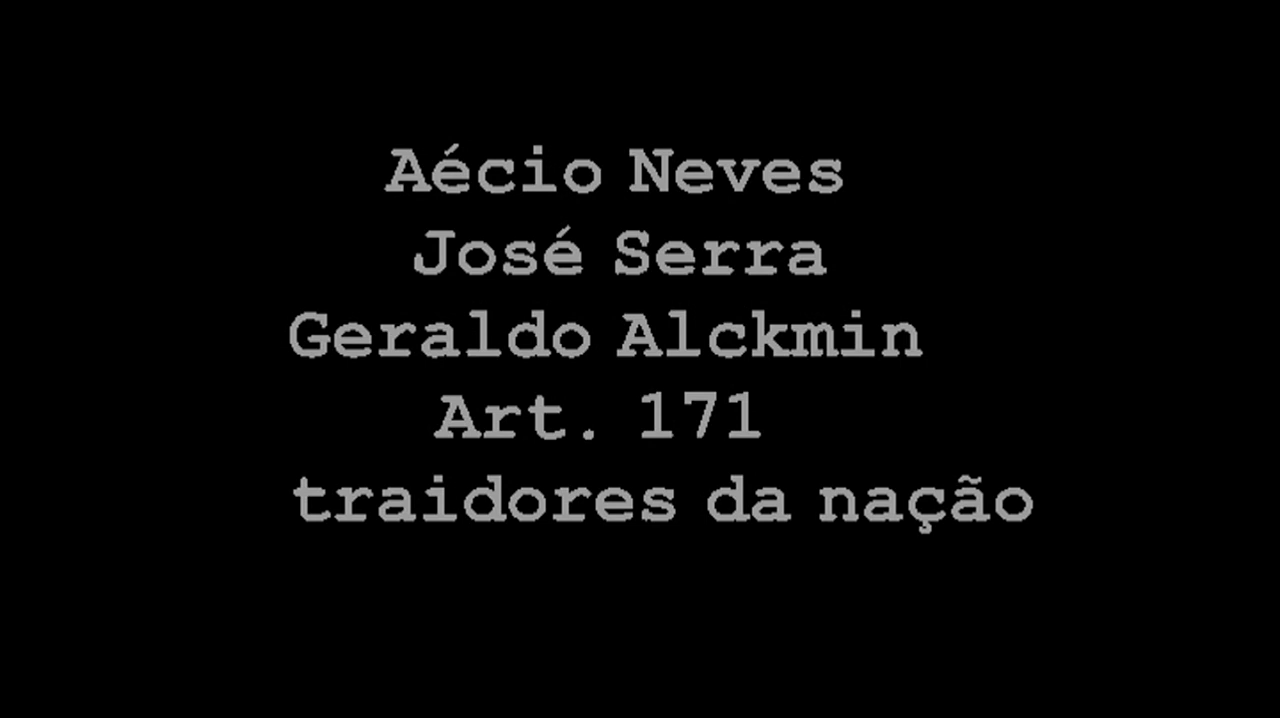 Aécio Neves
José Serra
Geraldo Alckmin
Art. 171
traidores da nação